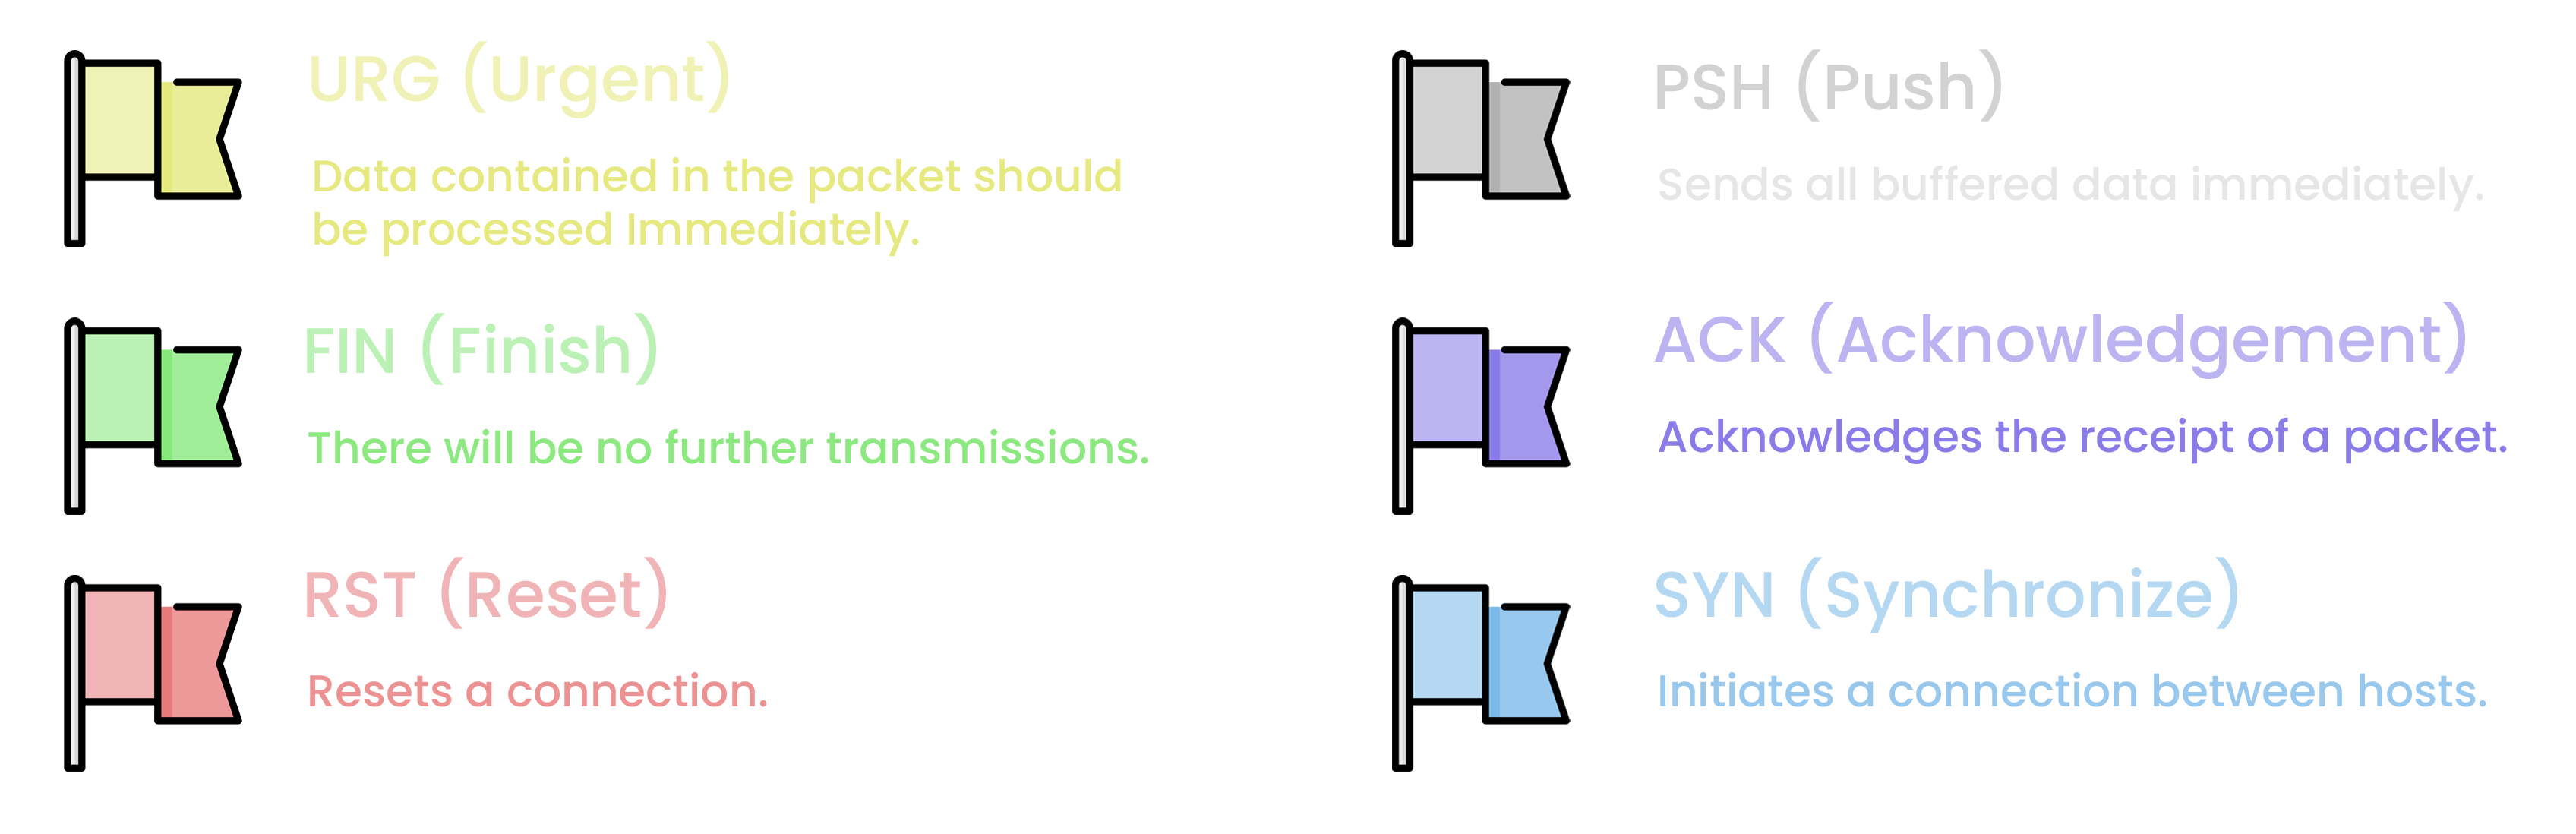 URG (Urgent)
Data contained in the packet should
be processed Immediately.
PSH (Push)
Sends all buffered data immediately.
FIN (Finish)
There will be no further transmissions.
ACK (Acknowledgement)
Acknowledges the receipt of a packet.
RST (Reset)
Resets a connection.
SYN (Synchronize)
Initiates a connection between hosts.